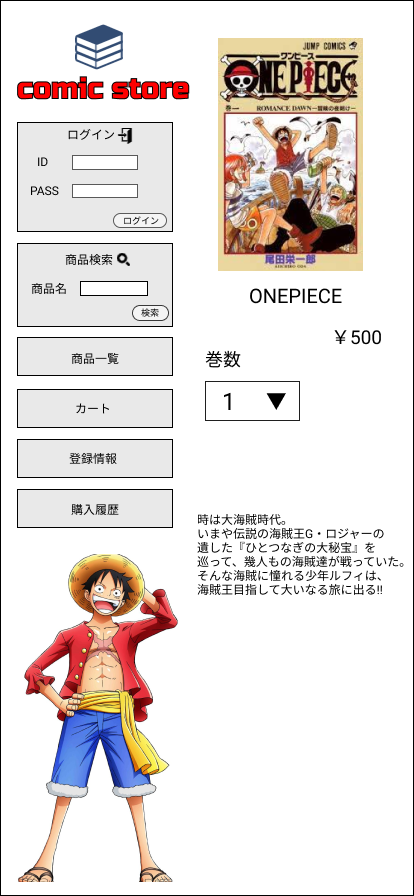 comic store
ログイン
ID
PASS
ログイン
商品検索
商品名
検索
商品一覧
カート
登録情報
購入履歴
JUMP COMICS
ワンピース
ONE PIECE
巻一
ROMANCE DAWN—冒険の夜明け—
尾田栄一郎
EIICHIRO ODA
ONEPIECE
￥500
巻数
1
時は大海賊時代。
いまや伝説の海賊王G・ロジャーの
遺した『ひとつなぎの大秘宝』を
巡って、幾人もの海賊達が戦っていた。
そんな海賊に憧れる少年ルフィは、
海賊王目指して大いなる旅に出る!!